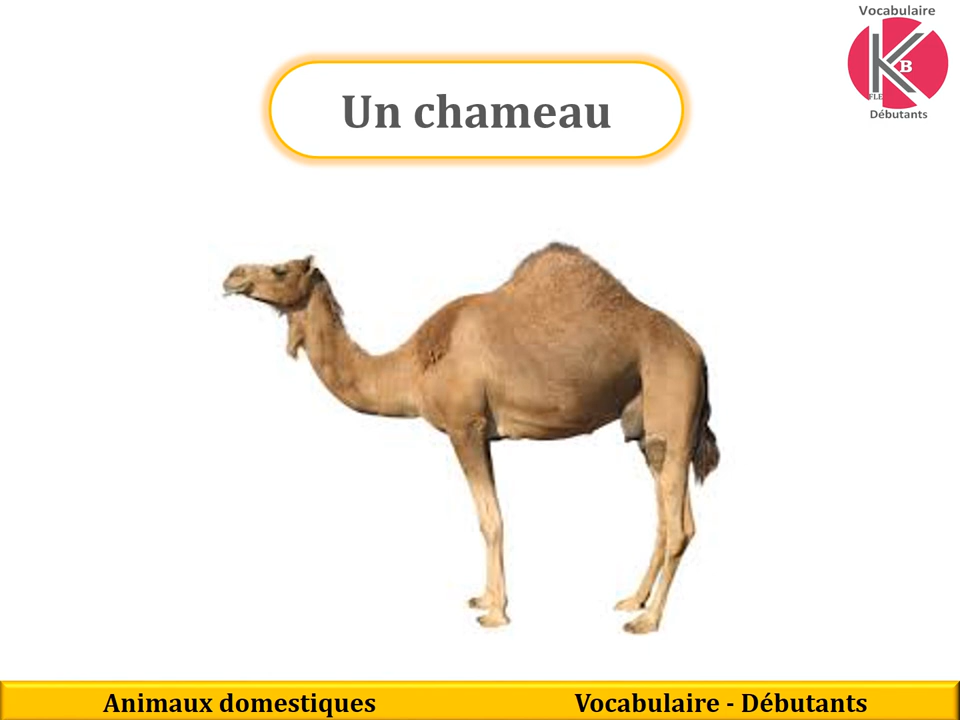 Vocabulaire
K
B
FLE
Débutants
Un chameau
Animaux domestiques
Vocabulaire - Débutants